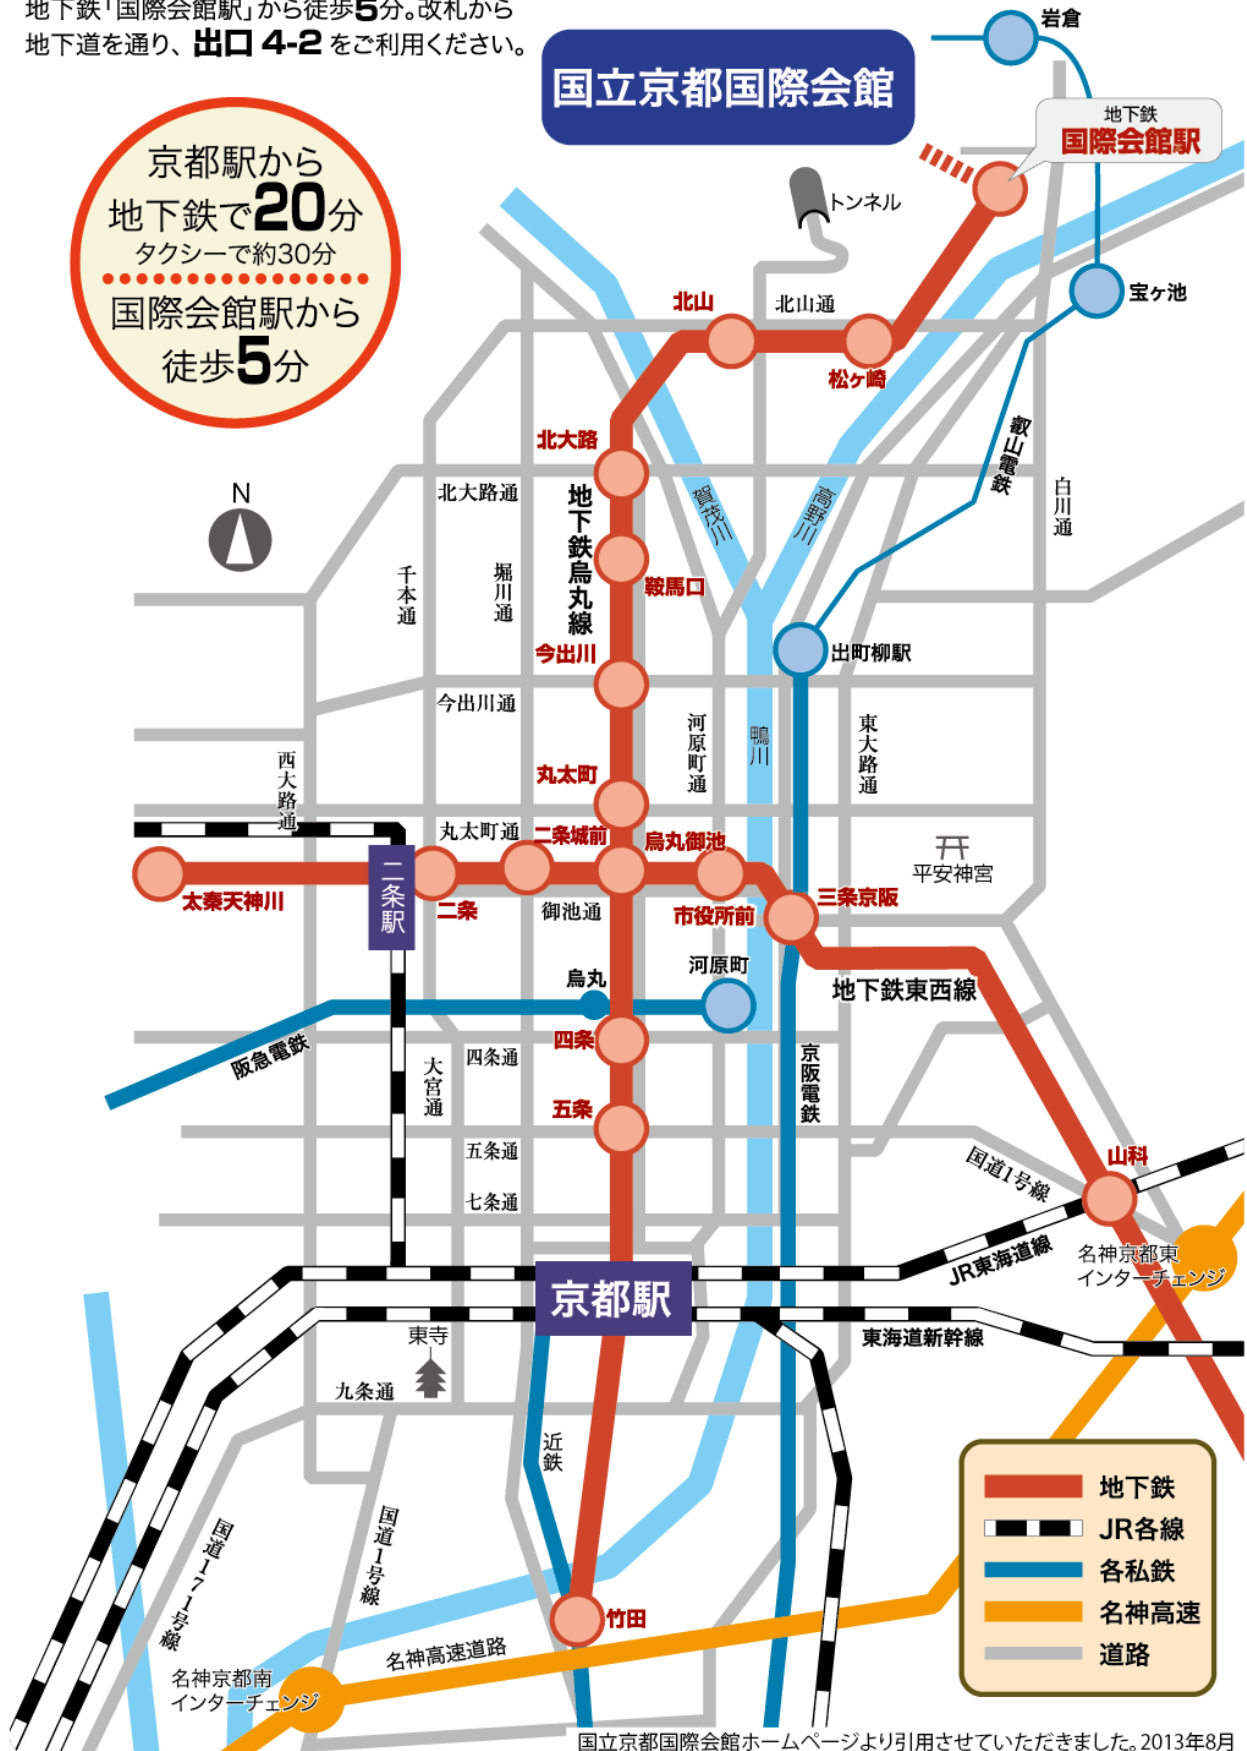 地下鉄「国際会館駅」から徒歩5分。改札から
地下道を通り、出口 4-2 をご利用ください。
国立京都国際会館
岩倉
地下鉄
国際会館駅
京都駅から
地下鉄で20分
タクシーで約30分
国際会館駅から
徒歩5分
トンネル
宝ヶ池
北山
北山通
松ヶ崎
北大路
叡山電鉄
北大路通
地下鉄烏丸線
賀茂川
高野川
白川通
N
千本通
堀川通
鞍馬口
今出川
出町柳駅
今出川通
河原町通
鴨川
東大路通
西大路通
丸太町
丸太町通
二条城前
烏丸御池
平安神宮
二条駅
太秦天神川
二条
御池通
市役所前
三条京阪
烏丸
河原町
地下鉄東西線
四条
阪急電鉄
大宮通
四条通
京阪電鉄
五条
五条通
国道1号線
山科
七条通
JR東海道線
名神京都東
インターチェンジ
京都駅
東寺
東海道新幹線
九条通
近鉄
国道171号線
国道1号線
竹田
名神高速道路
名神京都南
インターチェンジ
地下鉄
JR各線
各私鉄
名神高速
道路
国立京都国際会館ホームページより引用させていただきました。2013年8月